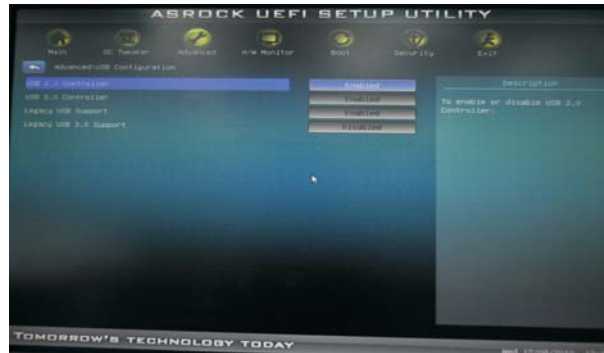 ASROCK UEFI SETUP UTILITY
Main
OC Tweaker
Advanced
H/W Monitor
Boot
Security
Exit
Advanced\USB Configuration
USB 2.0 Controller
Enabled
USB 3.0 Controller
Enabled
Legacy USB Support
Enabled
Legacy USB 3.0 Support
Disabled
Description
To enable or disable USB 2.0
Controller.
TOMORROW'S TECHNOLOGY TODAY
Wed